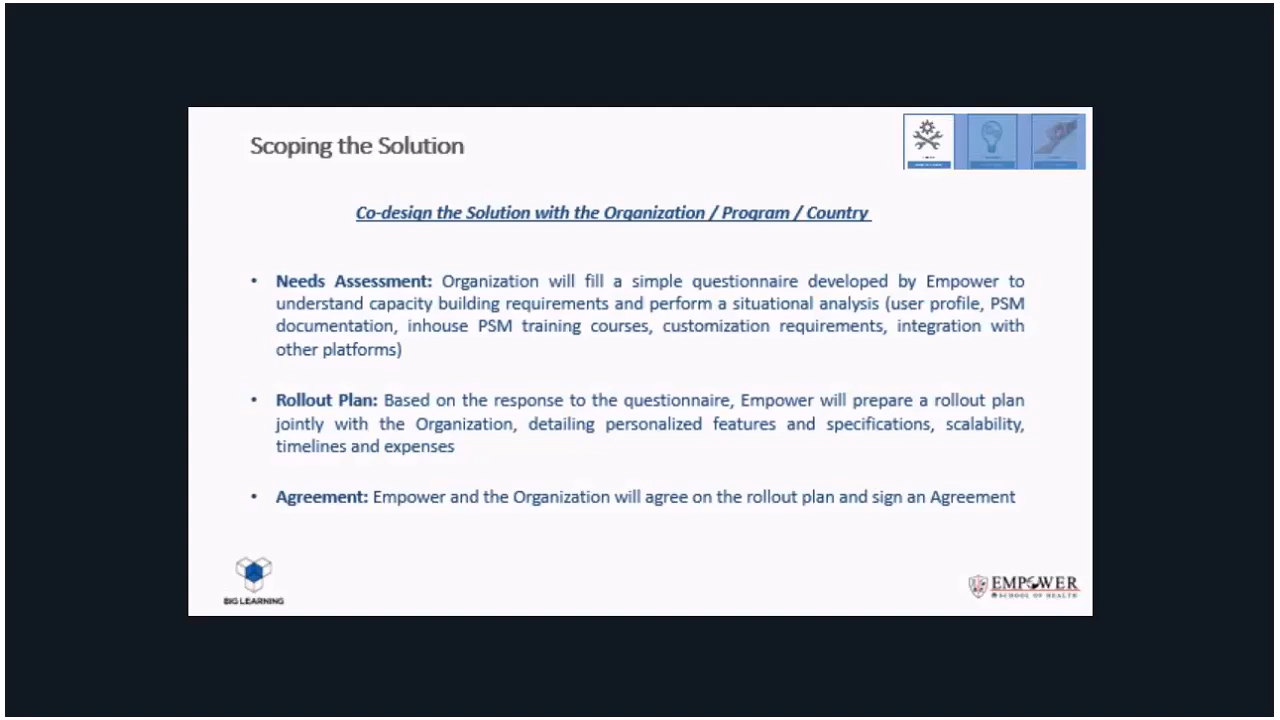 Scoping the Solution
Co-design the Solution with the Organization / Program / Country
• Needs Assessment: Organization will fill a simple questionnaire developed by Empower to
understand capacity building requirements and perform a situational analysis (user profile, PSM
documentation, inhouse PSM training courses, customization requirements, integration with
other platforms)
• Rollout Plan: Based on the response to the questionnaire, Empower will prepare a rollout plan
jointly with the Organization, detailing personalized features and specifications, scalability,
timelines and expenses
• Agreement: Empower and the Organization will agree on the rollout plan and sign an Agreement
BIG LEARNING
EMPOWER
SCHOOL OF HEALTH